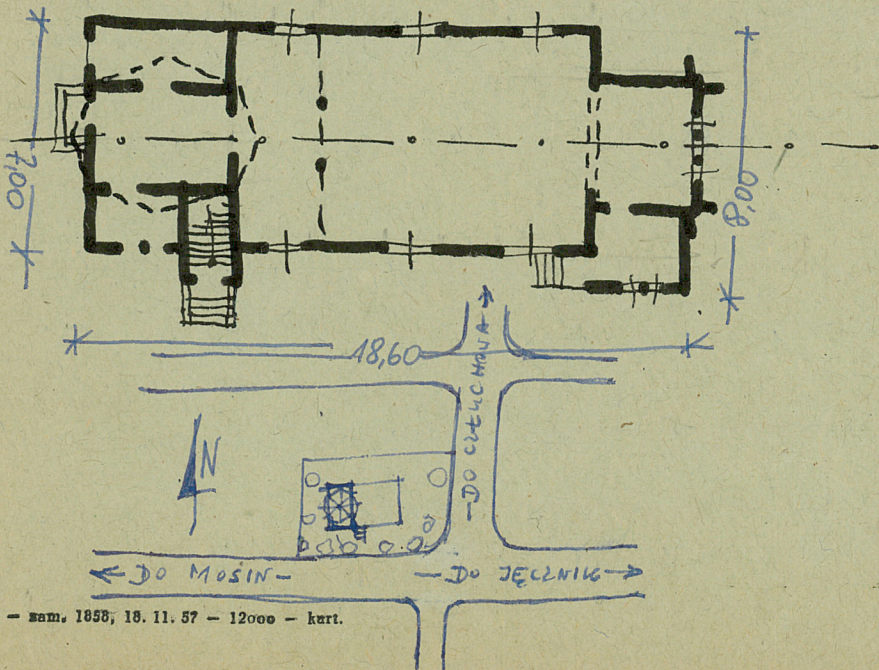 7,00
8,00
18,60
-DO CZŁUCHOWA→
N
← DO MOSIN -
- DO JĘCZNIK →
- zam. 1858, 18. 11. 57 - 12000 - kart.